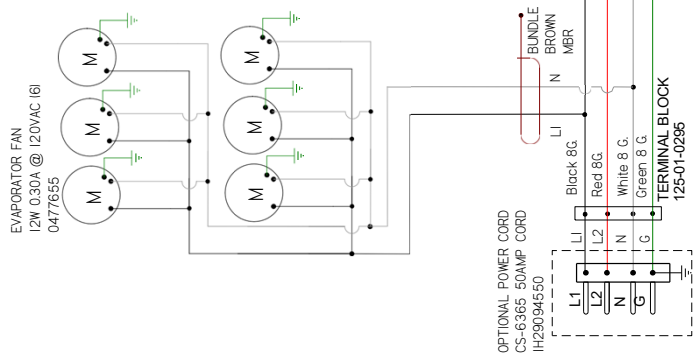 EVAPORATOR FAN
12W 0.30A @ 120VAC (6)
0477655
M
M
M
M
M
M
BUNDLE
BROWN
MBR
N
L1
Black 8G.
Red 8G.
White 8 G.
Green 8 G.
TERMINAL BLOCK
125-01-0295
L1
L2
N
G
OPTIONAL POWER CORD
CS-6365 50AMP CORD
IH29094550
L1
L2
N
G